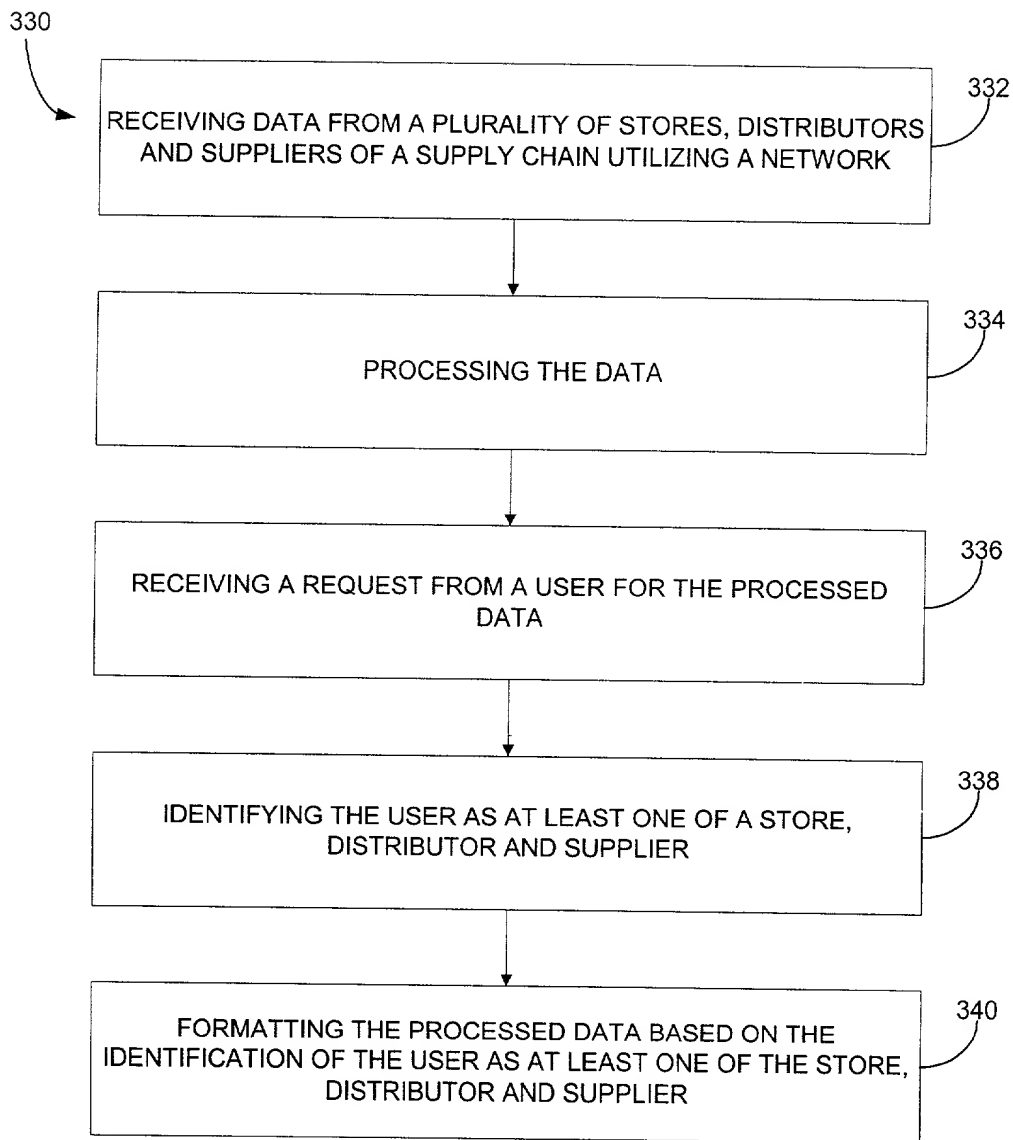 330
332
RECEIVING DATA FROM A PLURALITY OF STORES, DISTRIBUTORS
AND SUPPLIERS OF A SUPPLY CHAIN UTILIZING A NETWORK
334
PROCESSING THE DATA
336
RECEIVING A REQUEST FROM A USER FOR THE PROCESSED
DATA
338
IDENTIFYING THE USER AS AT LEAST ONE OF A STORE,
DISTRIBUTOR AND SUPPLIER
340
FORMATTING THE PROCESSED DATA BASED ON THE
IDENTIFICATION OF THE USER AS AT LEAST ONE OF THE STORE,
DISTRIBUTOR AND SUPPLIER